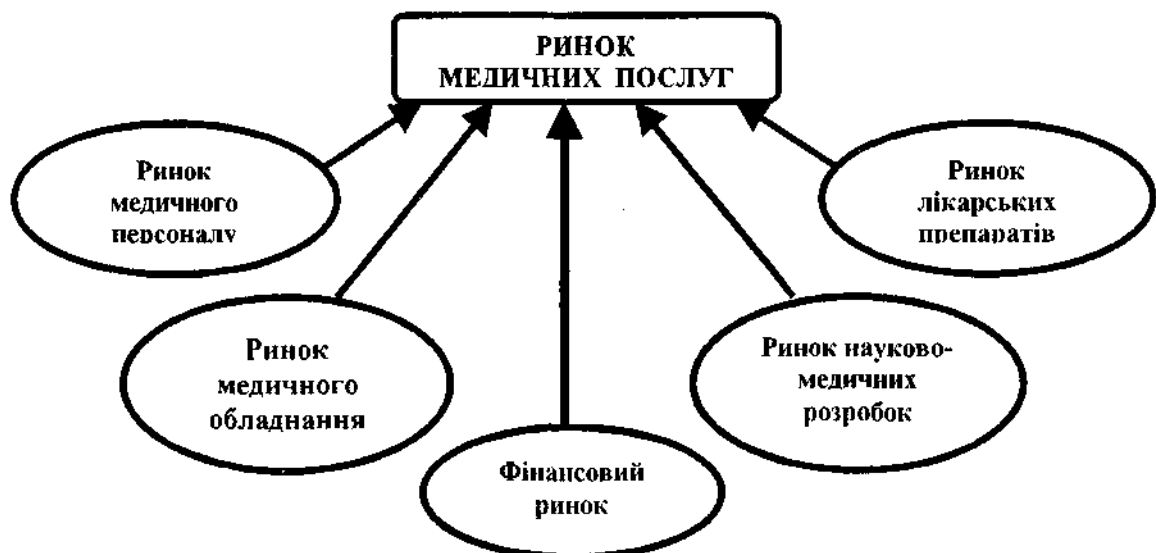 РИНОК
МЕДИЧНИХ ПОСЛУГ
Ринок
медичного
персоналу
Ринок
лікарських
препаратів
Ринок
медичного
обладнання
Ринок науково-
медичних
розробок
Фінансовий
ринок